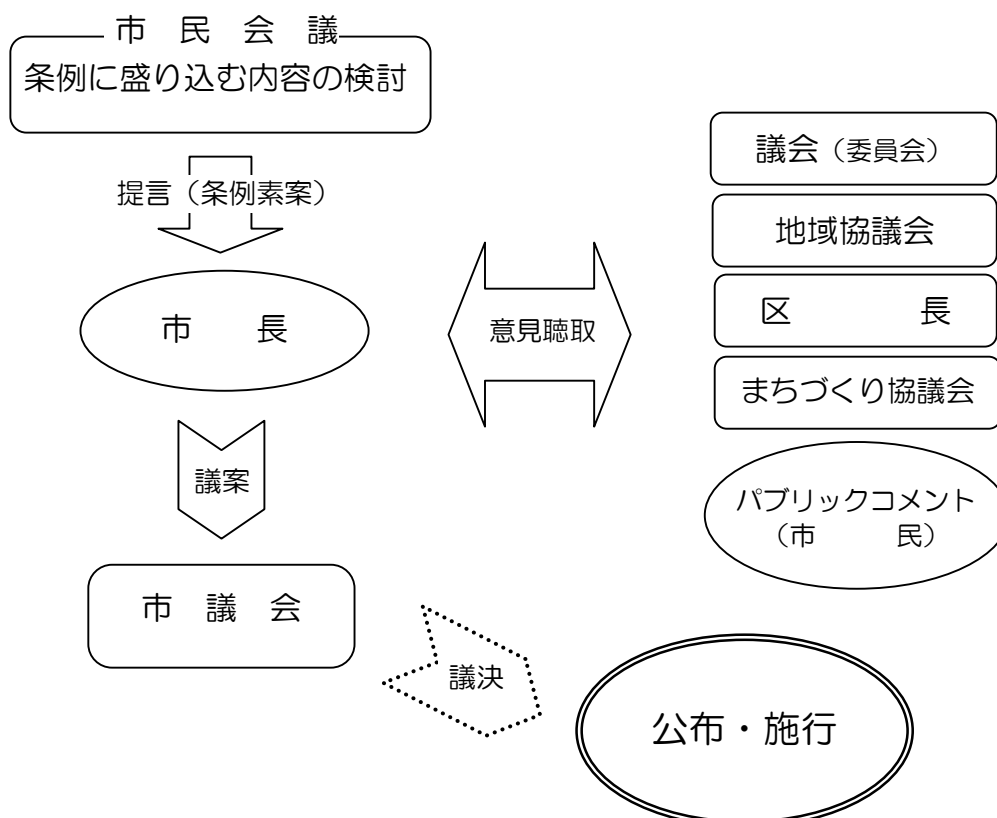 市　民　会　議
条例に盛り込む内容の検討
提言（条例素案）
市　　長
議案
市　議　会
意見聴取
議会（委員会）
地域協議会
区　　　　長
まちづくり協議会
パブリックコメント
（市　　　民）
議決
公布・施行